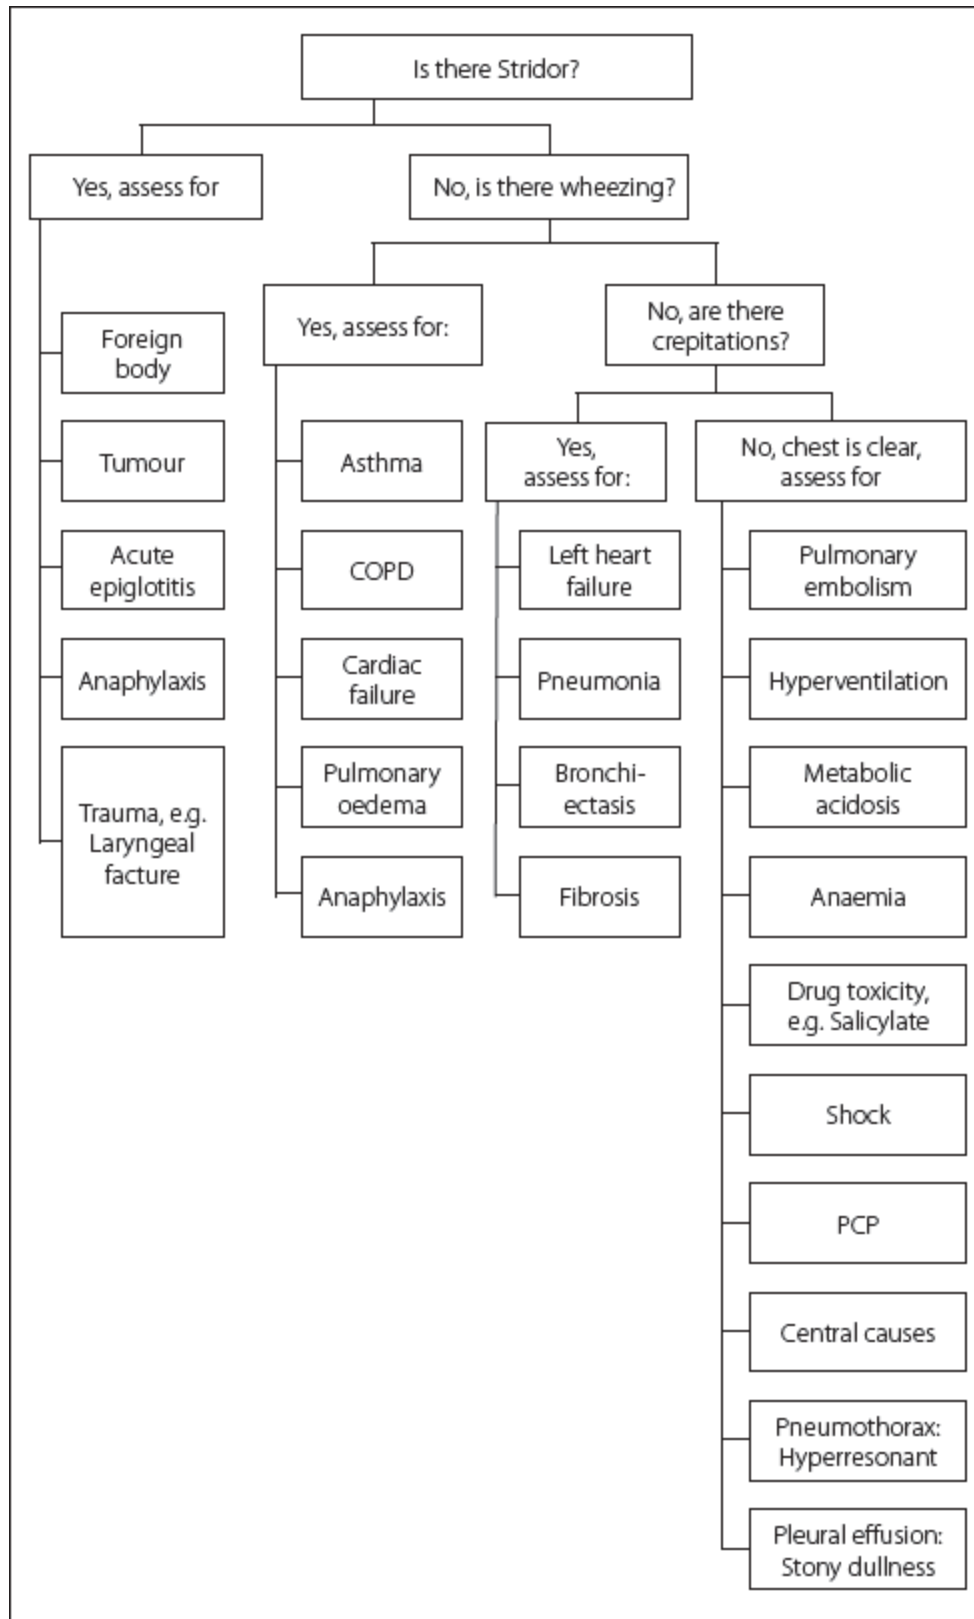 Is there Stridor?
Yes, assess for
No, is there wheezing?
Yes, assess for:
No, are there
crepitations?
Foreign
body
Tumour
Acute
epiglotitis
Anaphylaxis
Trauma, e.g.
Laryngeal
facture
Asthma
COPD
Cardiac
failure
Pulmonary
oedema
Anaphylaxis
Yes,
assess for:
Left heart
failure
Pneumonia
Bronchi-
ectasis
Fibrosis
No, chest is clear,
assess for
Pulmonary
embolism
Hyperventilation
Metabolic
acidosis
Anaemia
Drug toxicity,
e.g. Salicylate
Shock
PCP
Central causes
Pneumothorax:
Hyperresonant
Pleural effusion:
Stony dullness